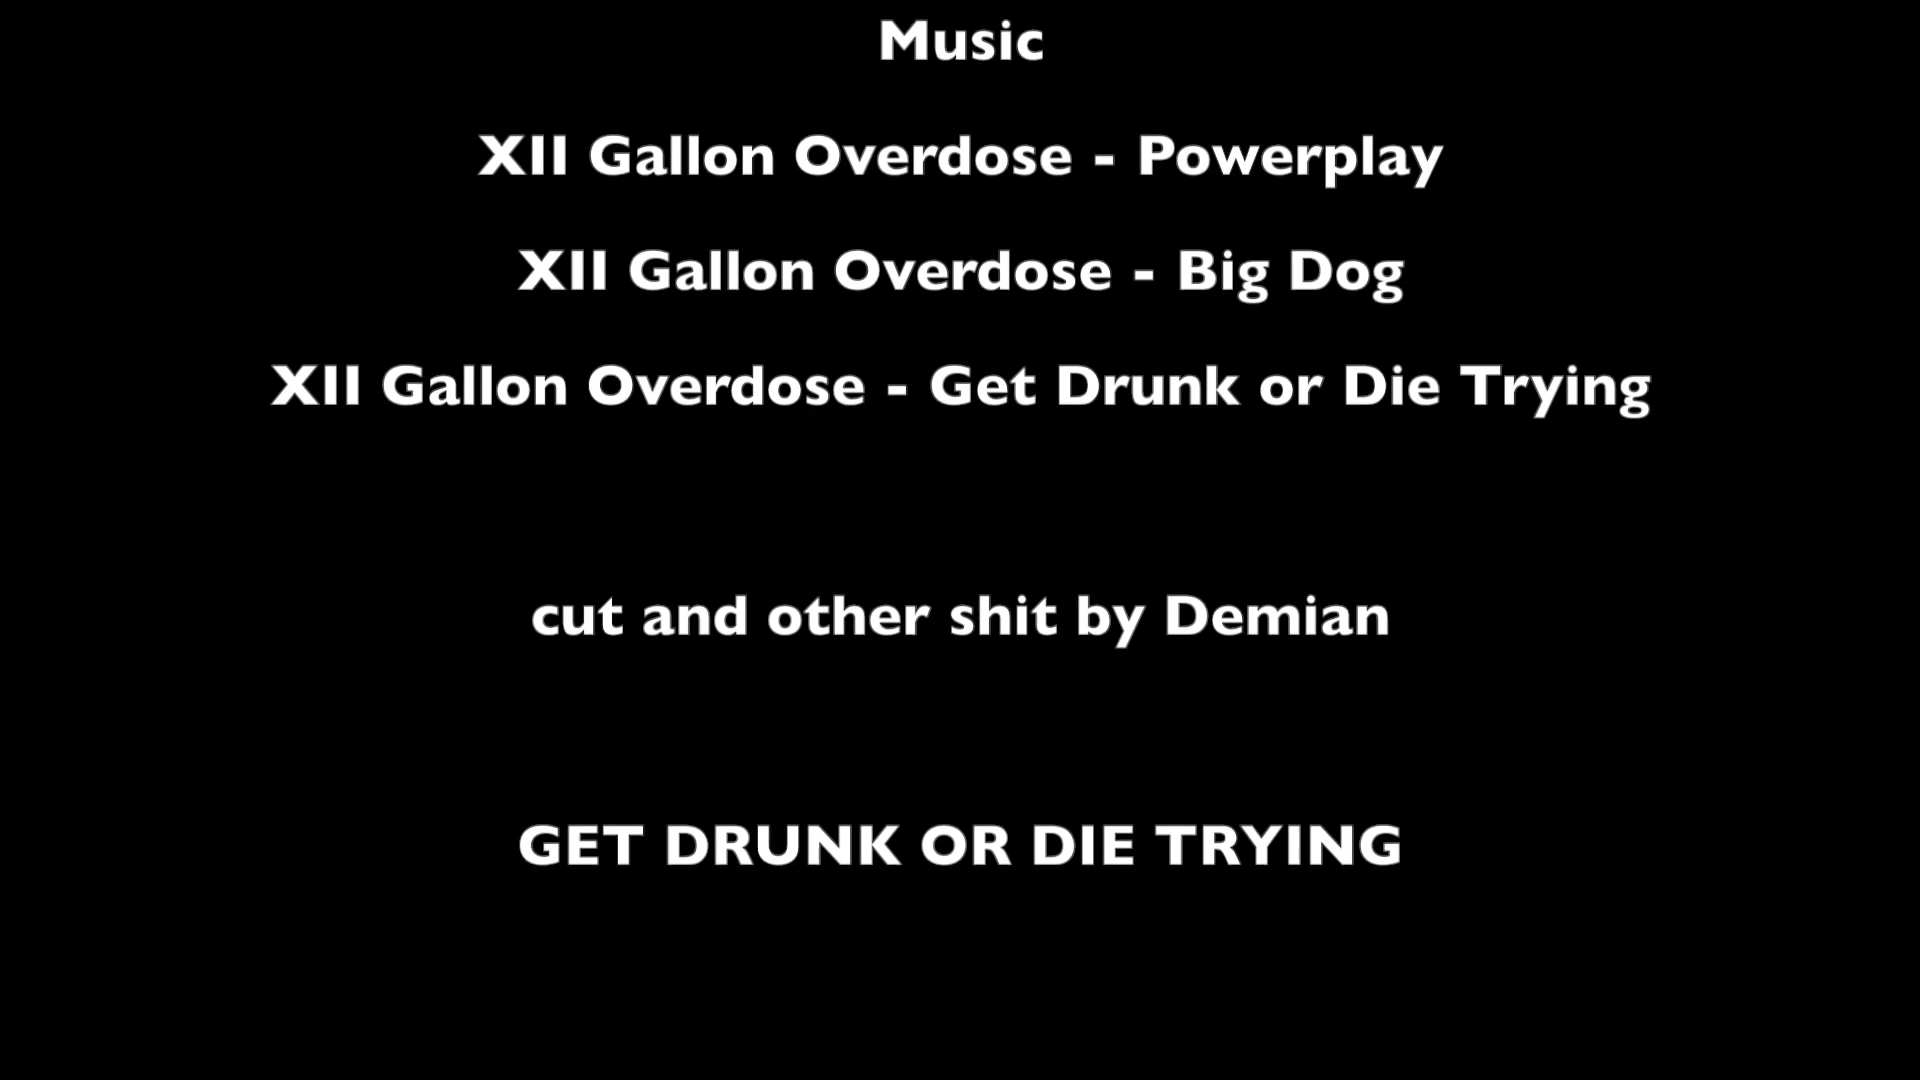 Music
XII Gallon Overdose - Powerplay
XII Gallon Overdose - Big Dog
XII Gallon Overdose - Get Drunk or Die Trying
cut and other shit by Demian
GET DRUNK OR DIE TRYING